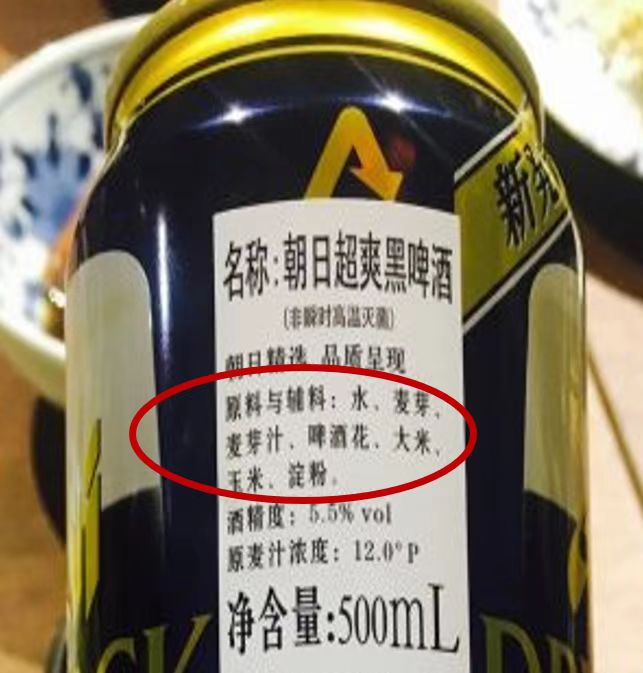 新
名称:朝日超爽黑啤酒
(非瞬时高温灭菌)
朝日精选 品质呈现
原料与辅料：水、麦芽、
麦芽汁、啤酒花、大米、
玉米、淀粉。
酒精度：5.5% vol
原麦汁浓度：12.0°P
净含量:500mL